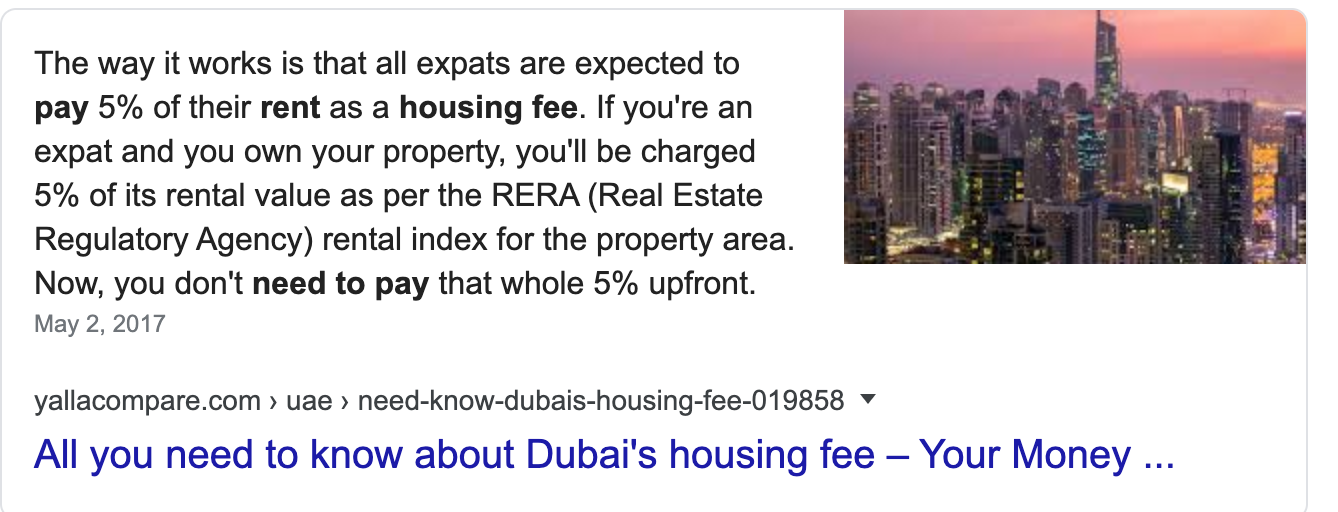 The way it works is that all expats are expected to
pay 5% of their rent as a housing fee. If you're an
expat and you own your property, you'll be charged
5% of its rental value as per the RERA (Real Estate
Regulatory Agency) rental index for the property area.
Now, you don't need to pay that whole 5% upfront.
May 2, 2017
yallacompare.com › uae › need-know-dubais-housing-fee-019858
All you need to know about Dubai's housing fee – Your Money ...